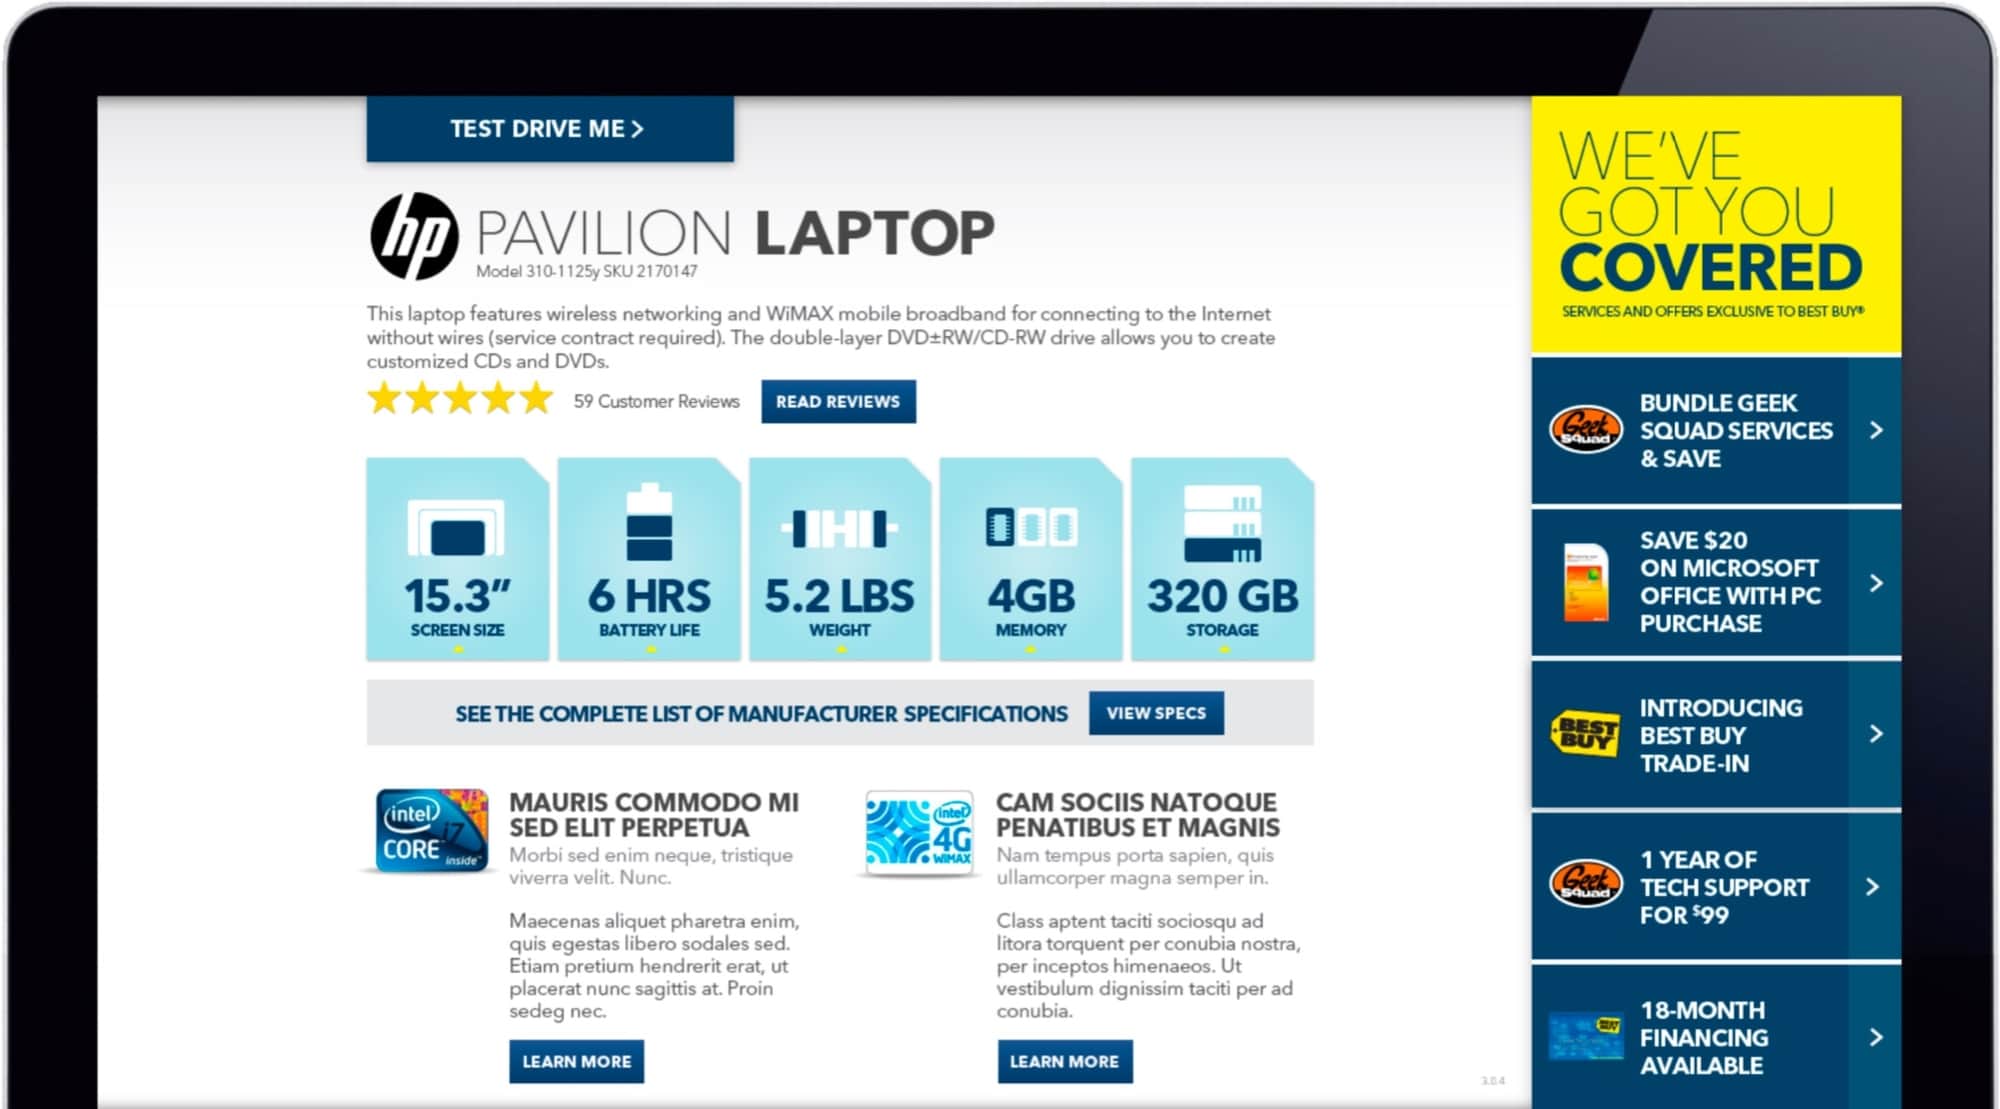 TEST DRIVE ME >
hp PAVILION LAPTOP
Model 310-1125y SKU 2170147
This laptop features wireless networking and WiMAX mobile broadband for connecting to the Internet
without wires (service contract required). The double-layer DVD±RW/CD-RW drive allows you to create
customized CDs and DVDs.
59 Customer Reviews
READ REVIEWS
15.3″
SCREEN SIZE
6 HRS
BATTERY LIFE
5.2 LBS
WEIGHT
4GB
MEMORY
320 GB
STORAGE
SEE THE COMPLETE LIST OF MANUFACTURER SPECIFICATIONS
VIEW SPECS
intel
CORE i7
inside™
MAURIS COMMODO MI
SED ELIT PERPETUA
Morbi sed enim neque, tristique
viverra velit. Nunc.
Maecenas aliquet pharetra enim,
quis egestas libero sodales sed.
Etiam pretium hendrerit erat, ut
placerat nunc sagittis at. Proin
sedeg nec.
LEARN MORE
intel
4G
WiMAX
CAM SOCIIS NATOQUE
PENATIBUS ET MAGNIS
Nam tempus porta sapien, quis
ullamcorper magna semper in.
Class aptent taciti sociosqu ad
litora torquent per conubia nostra,
per inceptos himenaeos. Ut
vestibulum dignissim taciti per ad
conubia.
LEARN MORE
3.0.4
WE'VE
GOT YOU
COVERED
SERVICES AND OFFERS EXCLUSIVE TO BEST BUY®
Geek
Squad
BUNDLE GEEK
SQUAD SERVICES
& SAVE
SAVE $20
ON MICROSOFT
OFFICE WITH PC
PURCHASE
BEST
BUY
INTRODUCING
BEST BUY
TRADE-IN
Geek
Squad
1 YEAR OF
TECH SUPPORT
FOR $99
BEST
BUY
18-MONTH
FINANCING
AVAILABLE